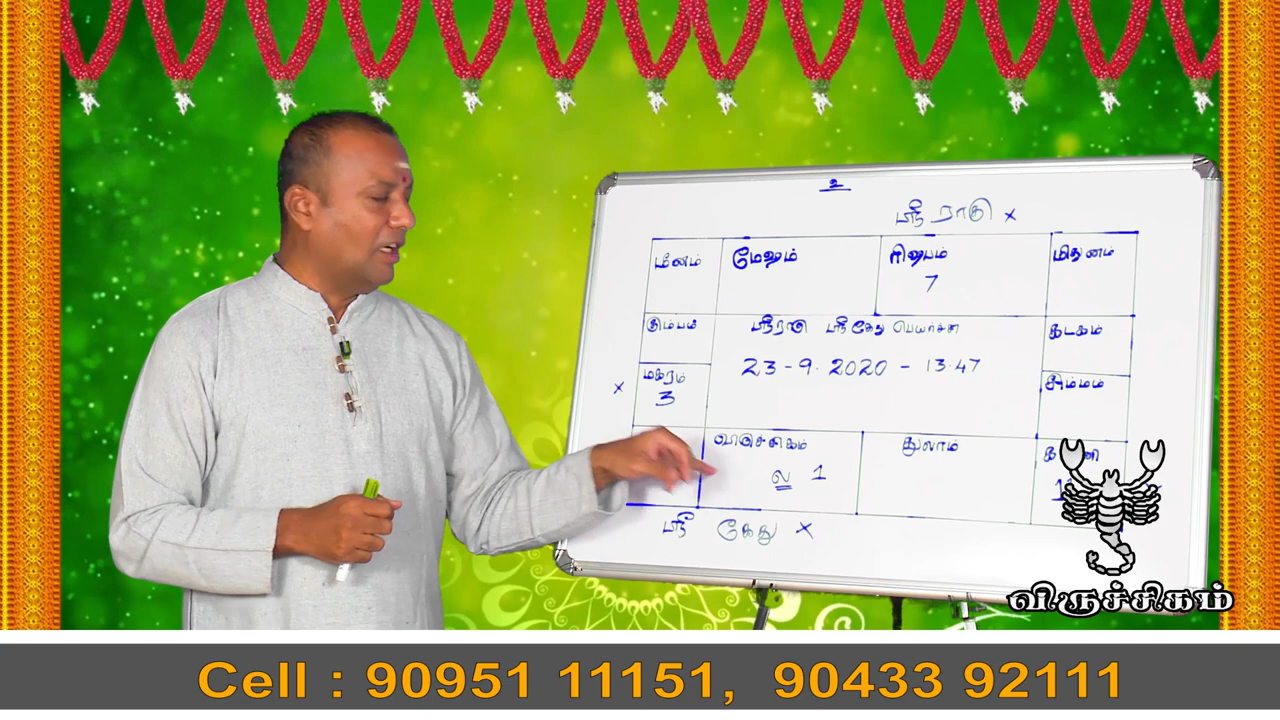 உ
ஸ்ரீ ராகு x
மீனம் மேஷம் ரிஷபம் மிதுனம்
7
கும்பம் ஸ்ரீராகு ஸ்ரீகேது பெயர்ச்சி கடகம்
23-9.2020 - 13.47
x மகரம் சிம்மம்
3
விருச்சிகம் துலாம்
ல 1
ஸ்ரீ கேது x
விருச்சிகம்
Cell : 90951 11151, 90433 92111